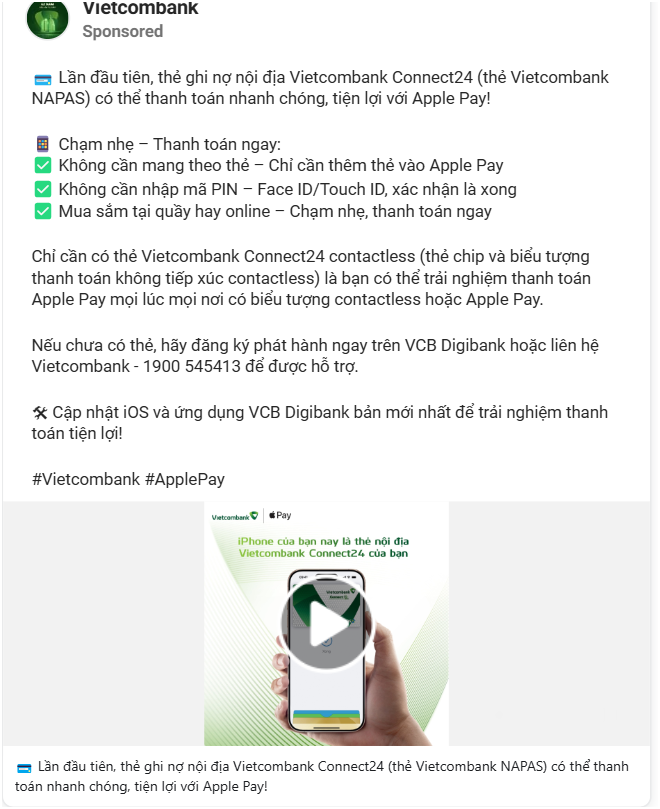 Vietcombank
Sponsored
💳 Lần đầu tiên, thẻ ghi nợ nội địa Vietcombank Connect24 (thẻ Vietcombank
NAPAS) có thể thanh toán nhanh chóng, tiện lợi với Apple Pay!
📱 Chạm nhẹ – Thanh toán ngay:
✅ Không cần mang theo thẻ – Chỉ cần thêm thẻ vào Apple Pay
✅ Không cần nhập mã PIN – Face ID/Touch ID, xác nhận là xong
✅ Mua sắm tại quầy hay online – Chạm nhẹ, thanh toán ngay
Chỉ cần có thẻ Vietcombank Connect24 contactless (thẻ chip và biểu tượng
thanh toán không tiếp xúc contactless) là bạn có thể trải nghiệm thanh toán
Apple Pay mọi lúc mọi nơi có biểu tượng contactless hoặc Apple Pay.
Nếu chưa có thẻ, hãy đăng ký phát hành ngay trên VCB Digibank hoặc liên hệ
Vietcombank - 1900 545413 để được hỗ trợ.
🛠 Cập nhật iOS và ứng dụng VCB Digibank bản mới nhất để trải nghiệm thanh
toán tiện lợi!
#Vietcombank #ApplePay
Vietcombank | Pay
iPhone của bạn nay là thẻ nội địa
Vietcombank Connect24 của bạn
Vietcombank
💳 Lần đầu tiên, thẻ ghi nợ nội địa Vietcombank Connect24 (thẻ Vietcombank NAPAS) có thể thanh
toán nhanh chóng, tiện lợi với Apple Pay!